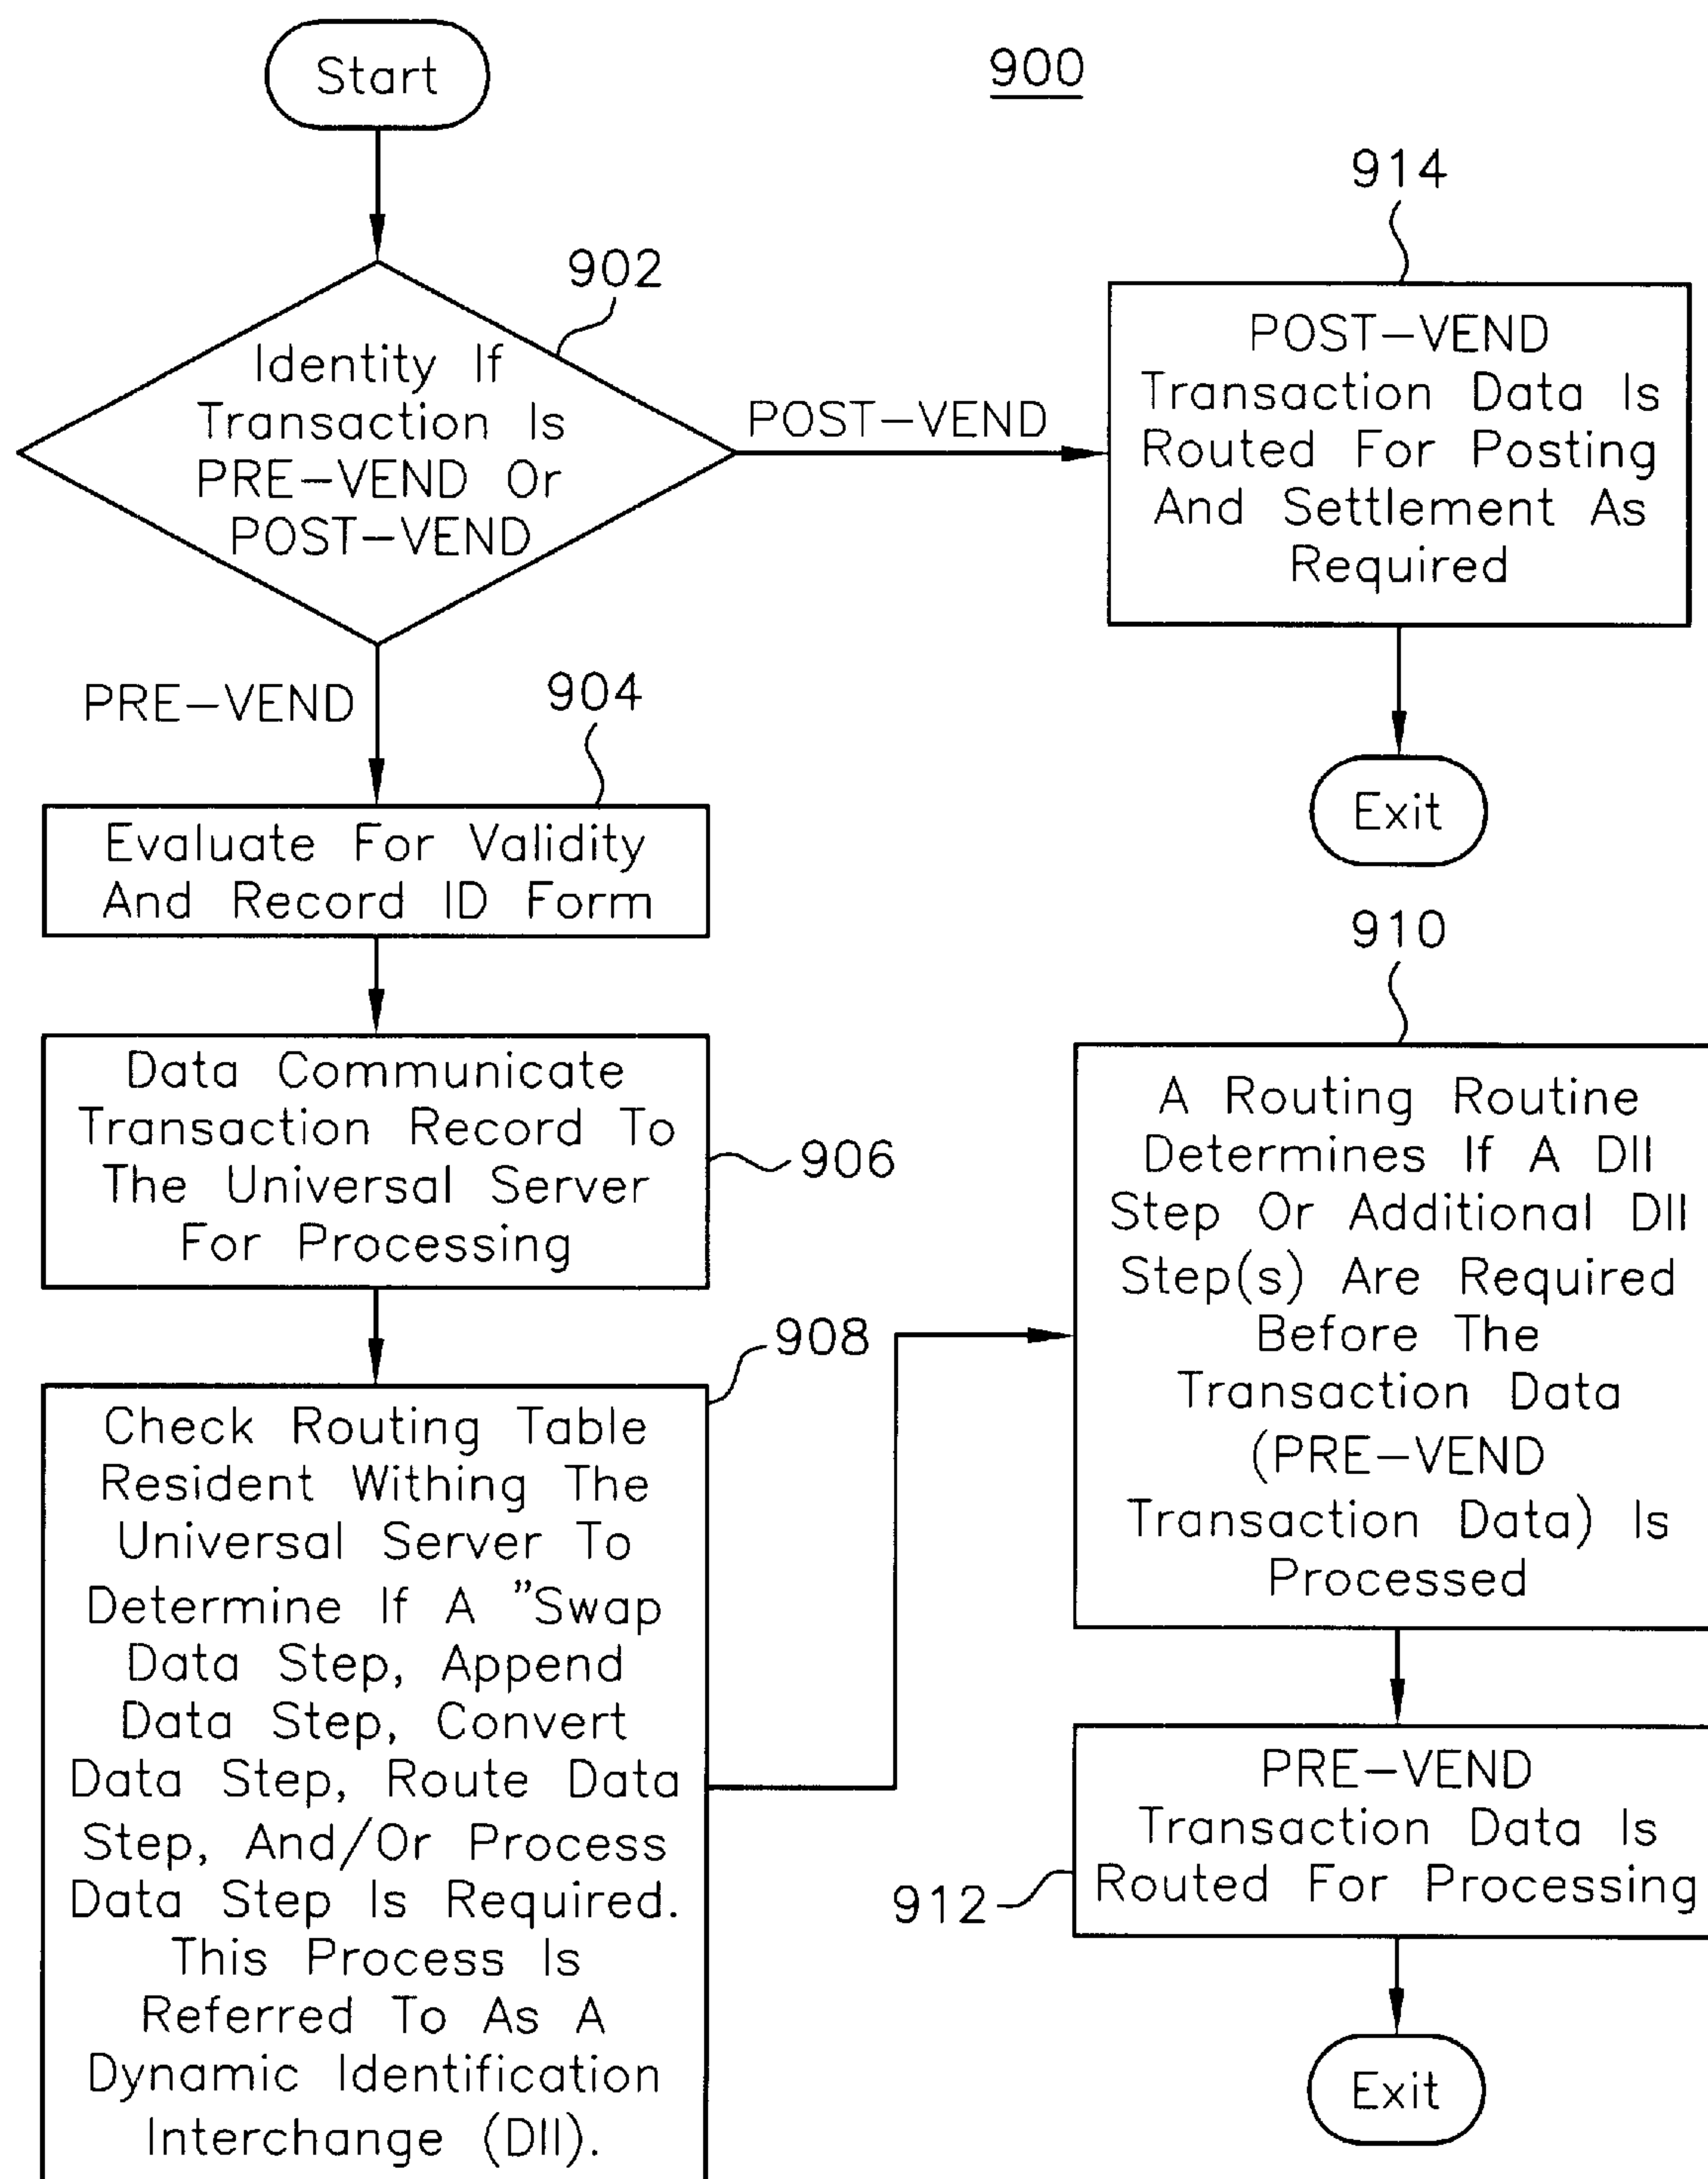 Start
900
902
Identity If
Transaction Is
PRE-VEND Or
POST-VEND
POST-VEND
914
POST-VEND
Transaction Data Is
Routed For Posting
And Settlement As
Required
Exit
PRE-VEND
904
Evaluate For Validity
And Record ID Form
Data Communicate
Transaction Record To
The Universal Server
For Processing
906
908
Check Routing Table
Resident Withing The
Universal Server To
Determine If A "Swap
Data Step, Append
Data Step, Convert
Data Step, Route Data
Step, And/Or Process
Data Step Is Required.
This Process Is
Referred To As A
Dynamic Identification
Interchange (DII).
910
A Routing Routine
Determines If A DII
Step Or Additional DII
Step(s) Are Required
Before The
Transaction Data
(PRE-VEND
Transaction Data) Is
Processed
PRE-VEND
Transaction Data Is
Routed For Processing
912
Exit